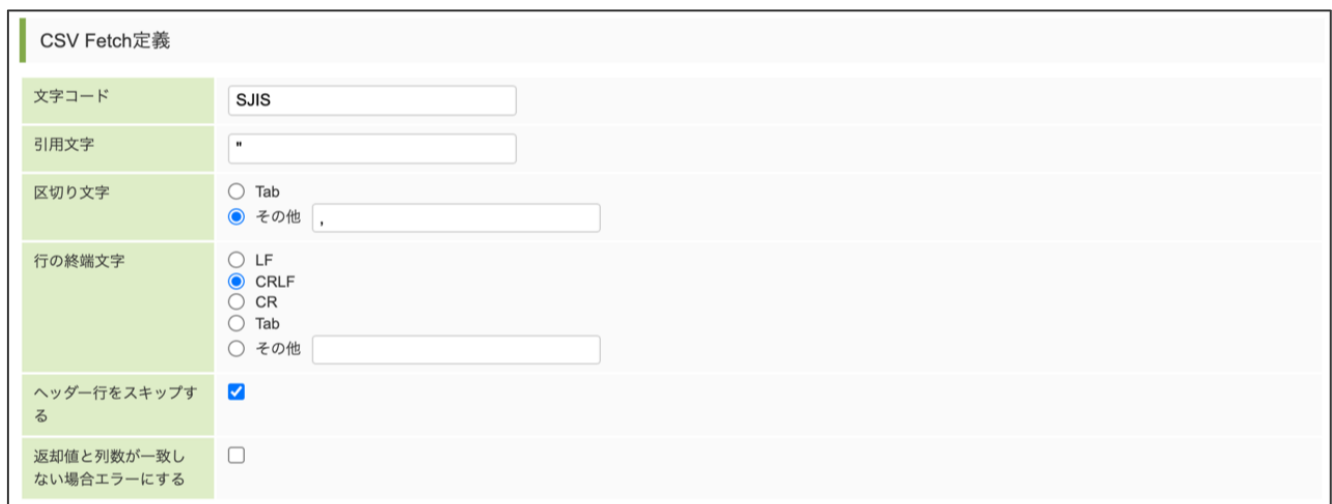 CSV Fetch定義
文字コード
SJIS
引用文字
"
区切り文字
Tab
その他 ,
行の終端文字
LF
CRLF
CR
Tab
その他
ヘッダー行をスキップす
る
返却値と列数が一致し
ない場合エラーにする